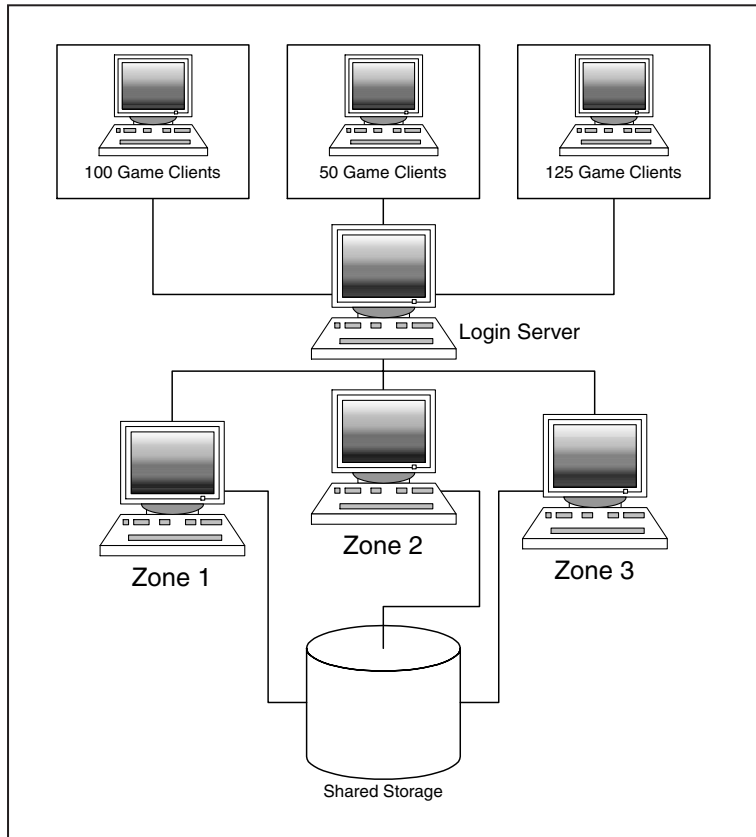 100 Game Clients
50 Game Clients
125 Game Clients
Login Server
Zone 1
Zone 2
Zone 3
Shared Storage